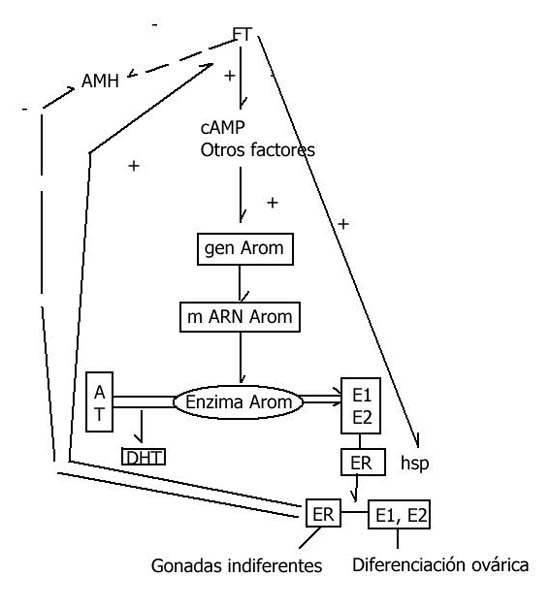 -
FT
AMH
+
-
cAMP
Otros factores
+
+
+
gen Arom
m ARN Arom
A
T
Enzima Arom
E1
E2
DHT
ER
hsp
ER
E1, E2
Gonadas indiferentes
Diferenciación ovárica